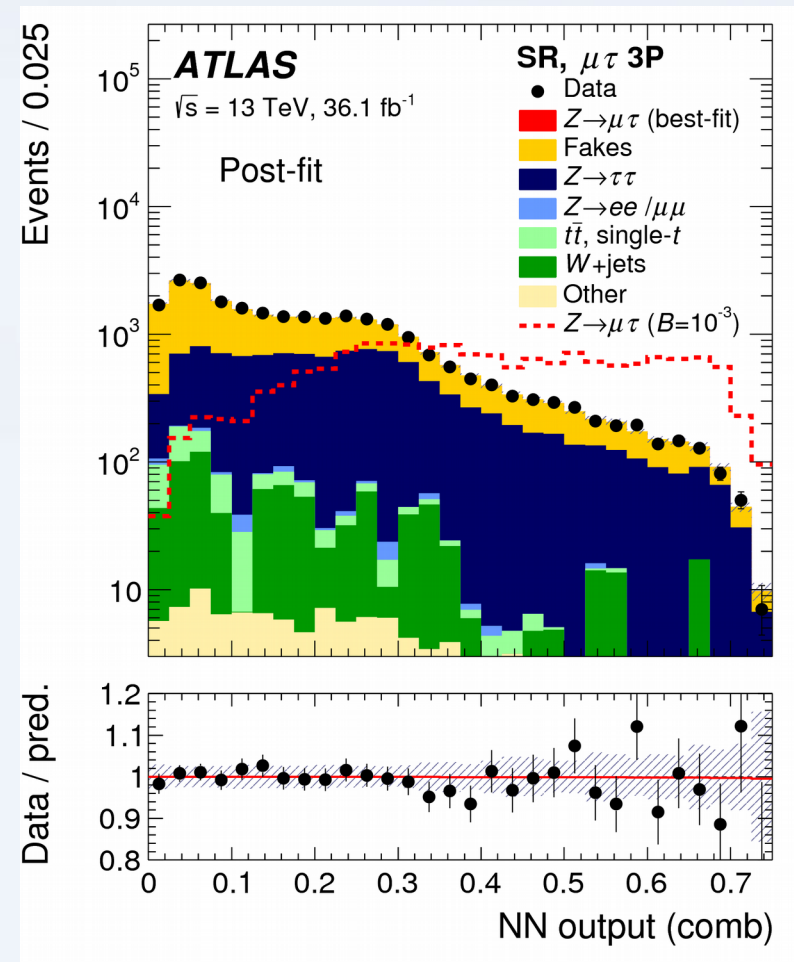 Events / 0.025
10⁵
10⁴
10³
10²
10
ATLAS
√s = 13 TeV, 36.1 fb⁻¹
Post-fit
SR, μτ 3P
Data
Z→μτ (best-fit)
Fakes
Z→ττ
Z→ee /μμ
tt̄, single-t
W+jets
Other
Z→μτ (B=10⁻³)
Data / pred.
1.2
1.1
1
0.9
0.8
0 0.1 0.2 0.3 0.4 0.5 0.6 0.7
NN output (comb)